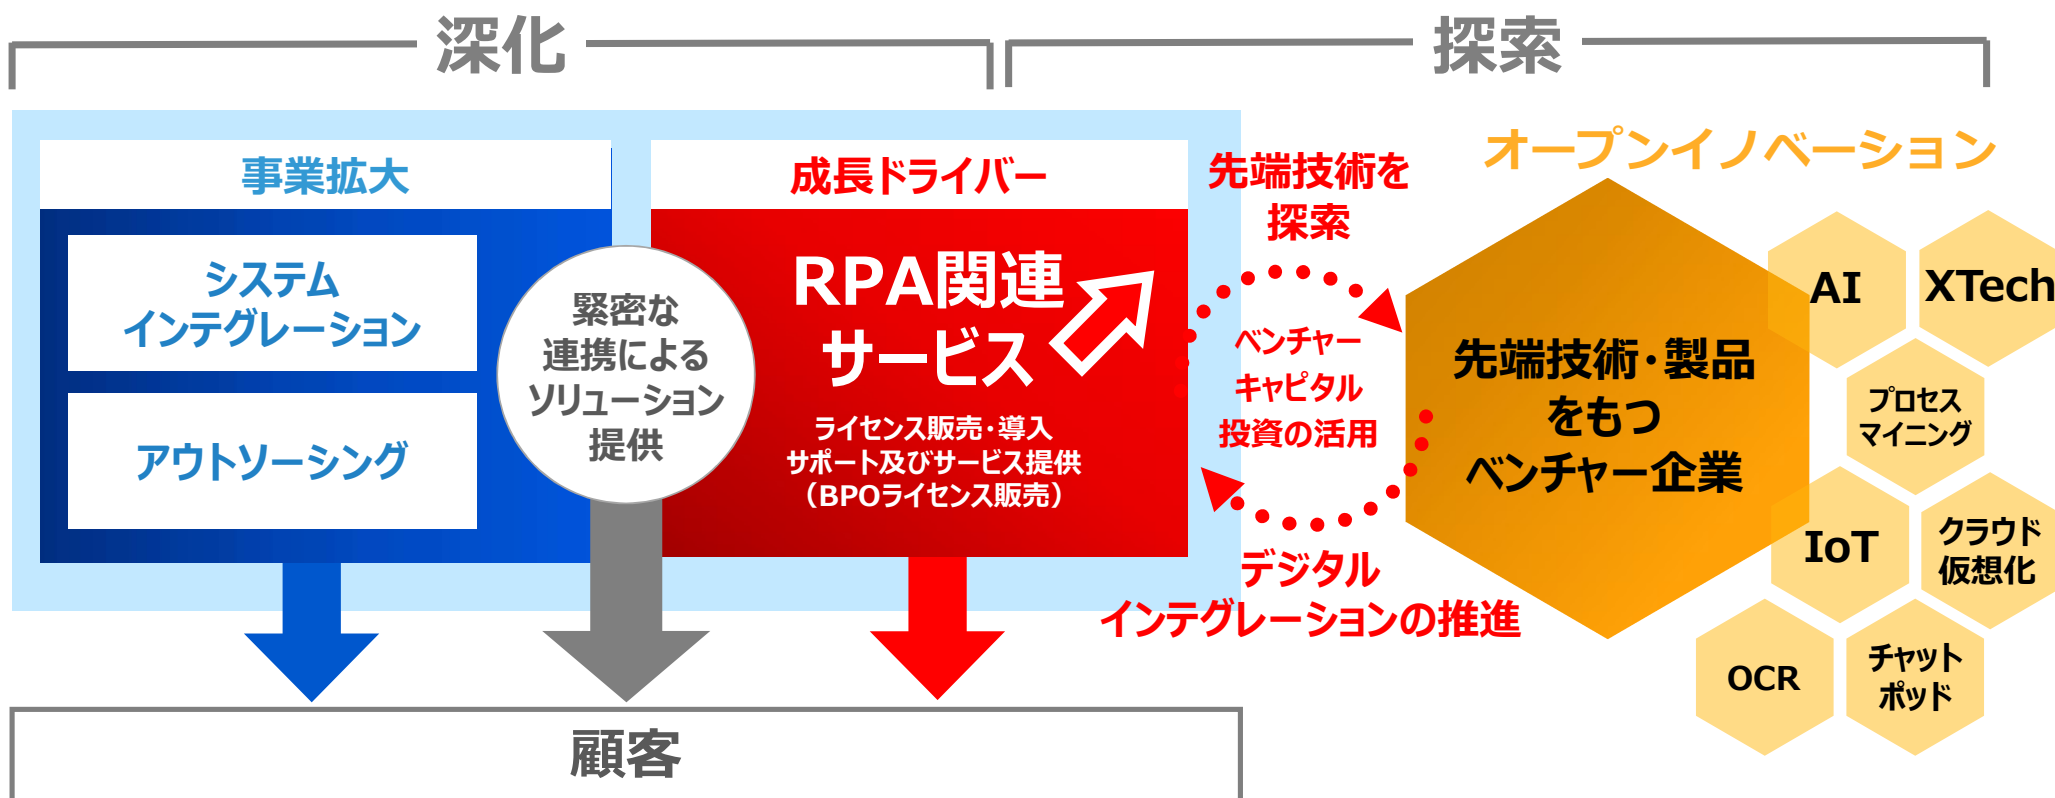 深化
探索
事業拡大
システム
インテグレーション
アウトソーシング
緊密な
連携による
ソリューション
提供
成長ドライバー
RPA関連
サービス
ライセンス販売・導入
サポート及びサービス提供
（BPOライセンス販売）
先端技術を
探索
ベンチャー
キャピタル
投資の活用
デジタル
インテグレーションの推進
オープンイノベーション
先端技術・製品
をもつ
ベンチャー企業
AI
XTech
プロセス
マイニング
IoT
クラウド
仮想化
OCR
チャット
ポッド
顧客